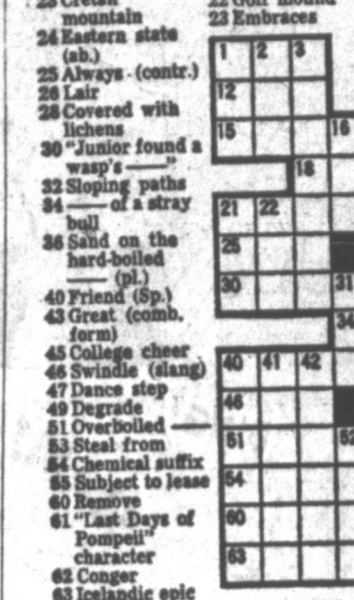 23 Cretan
mountain
24 Eastern state
(ab.)
25 Always (contr.)
26 Lair
28 Covered with
lichens
30 "Junior found a
wasp's ——"
32 Sloping paths
34 —— of a stray
bull
36 Sand on the
hard-boiled
—— (pl.)
40 Friend (Sp.)
43 Great (comb.
form)
45 College cheer
46 Swindle (slang)
47 Dance step
49 Degrade
51 Overboiled ——
53 Steal from
54 Chemical suffix
55 Subject to lease
60 Remove
61 "Last Days of
Pompeii"
character
62 Conger
63 Icelandic epic
22 Golf mound
23 Embraces
1 2 3
12
15 16
18
21 22
25
30 31
34
40 41 42
46
51 52
54
60
63